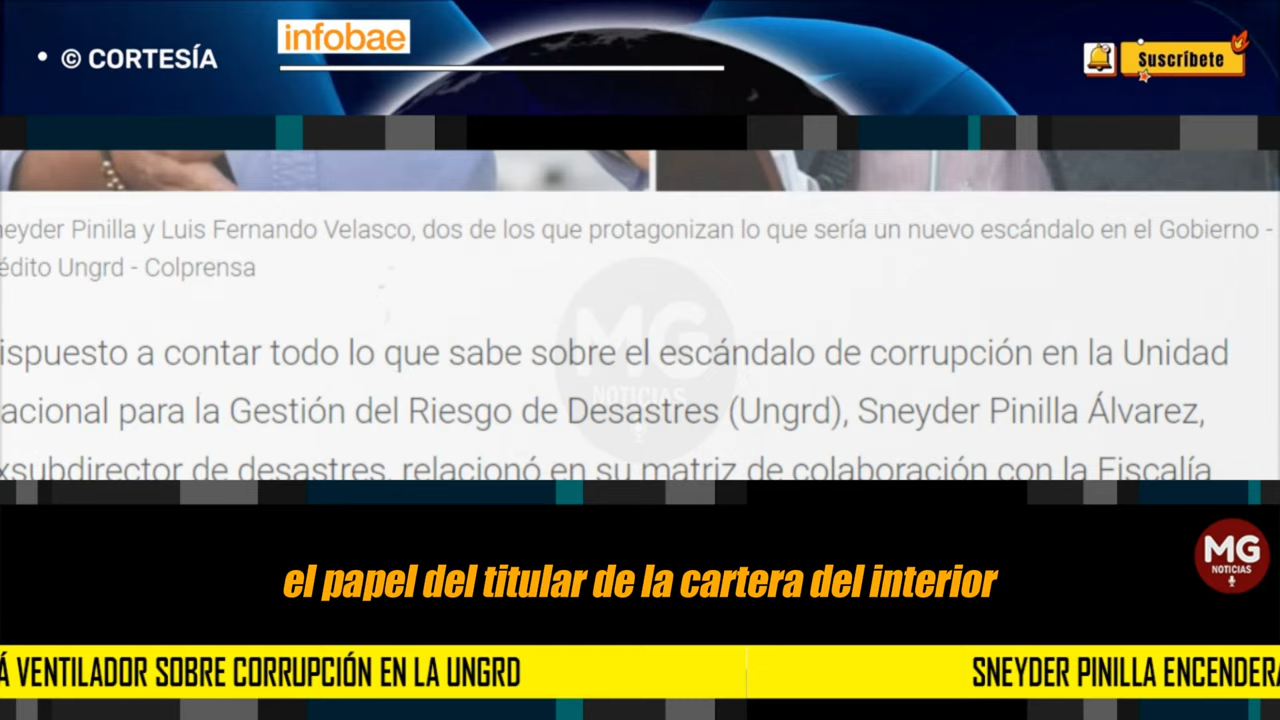 • © CORTESÍA
infobae
Suscríbete
neyder Pinilla y Luis Fernando Velasco, dos de los que protagonizan lo que sería un nuevo escándalo en el Gobierno -
édito Ungrd - Colprensa
ispuesto a contar todo lo que sabe sobre el escándalo de corrupción en la Unidad
acional para la Gestión del Riesgo de Desastres (Ungrd), Sneyder Pinilla Álvarez,
xsubdirector de desastres, relacionó en su matriz de colaboración con la Fiscalía
MG
NOTICIAS
el papel del titular de la cartera del interior
MG
NOTICIAS
Á VENTILADOR SOBRE CORRUPCIÓN EN LA UNGRD
SNEYDER PINILLA ENCENDERÁ